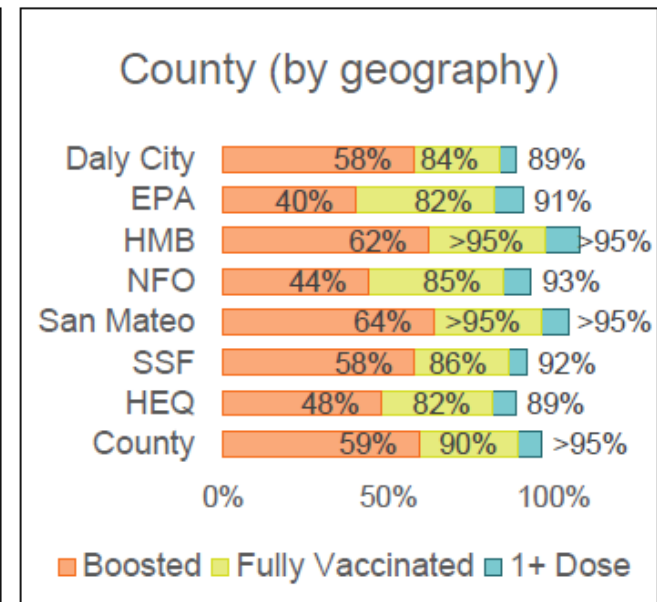 County (by geography)
Daly City 58% 84% 89%
EPA 40% 82% 91%
HMB 62% >95% >95%
NFO 44% 85% 93%
San Mateo 64% >95% >95%
SSF 58% 86% 92%
HEQ 48% 82% 89%
County 59% 90% >95%
0% 50% 100%
Boosted Fully Vaccinated 1+ Dose